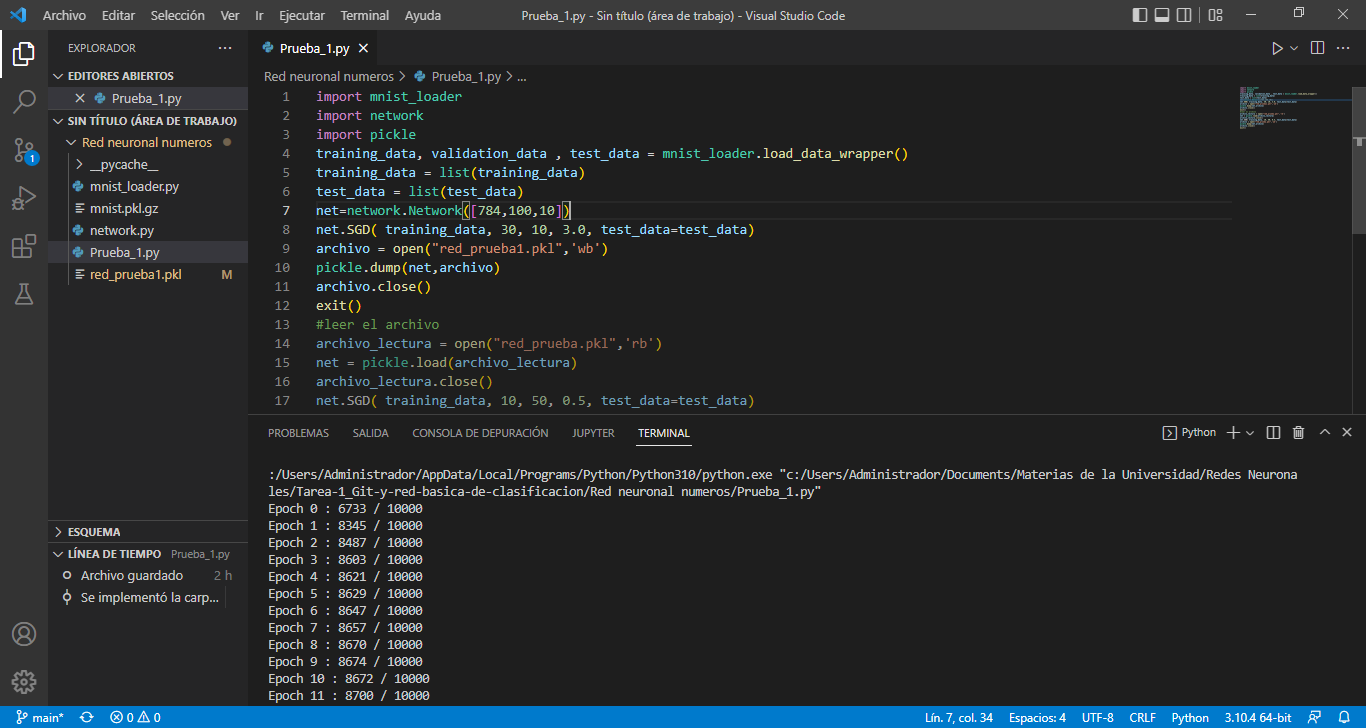 Archivo Editar Selección Ver Ir Ejecutar Terminal Ayuda Prueba_1.py - Sin título (área de trabajo) - Visual Studio Code
EXPLORADOR
EDITORES ABIERTOS
Prueba_1.py
SIN TÍTULO (ÁREA DE TRABAJO)
Red neuronal numeros
__pycache__
mnist_loader.py
mnist.pkl.gz
network.py
Prueba_1.py
red_prueba1.pkl M
ESQUEMA
LÍNEA DE TIEMPO Prueba_1.py
Archivo guardado 2 h
Se implementó la carp...
1
Prueba_1.py
Red neuronal numeros > Prueba_1.py > ...
1 import mnist_loader
2 import network
3 import pickle
4 training_data, validation_data , test_data = mnist_loader.load_data_wrapper()
5 training_data = list(training_data)
6 test_data = list(test_data)
7 net=network.Network([784,100,10])
8 net.SGD( training_data, 30, 10, 3.0, test_data=test_data)
9 archivo = open("red_prueba1.pkl",'wb')
10 pickle.dump(net,archivo)
11 archivo.close()
12 exit()
13 #leer el archivo
14 archivo_lectura = open("red_prueba.pkl",'rb')
15 net = pickle.load(archivo_lectura)
16 archivo_lectura.close()
17 net.SGD( training_data, 10, 50, 0.5, test_data=test_data)
PROBLEMAS SALIDA CONSOLA DE DEPURACIÓN JUPYTER TERMINAL Python
:/Users/Administrador/AppData/Local/Programs/Python/Python310/python.exe "c:/Users/Administrador/Documents/Materias de la Universidad/Redes Neurona
les/Tarea-1_Git-y-red-basica-de-clasificacion/Red neuronal numeros/Prueba_1.py"
Epoch 0 : 6733 / 10000
Epoch 1 : 8345 / 10000
Epoch 2 : 8487 / 10000
Epoch 3 : 8603 / 10000
Epoch 4 : 8621 / 10000
Epoch 5 : 8629 / 10000
Epoch 6 : 8647 / 10000
Epoch 7 : 8657 / 10000
Epoch 8 : 8670 / 10000
Epoch 9 : 8674 / 10000
Epoch 10 : 8672 / 10000
Epoch 11 : 8700 / 10000
main* 0 0 Lín. 7, col. 34 Espacios: 4 UTF-8 CRLF Python 3.10.4 64-bit